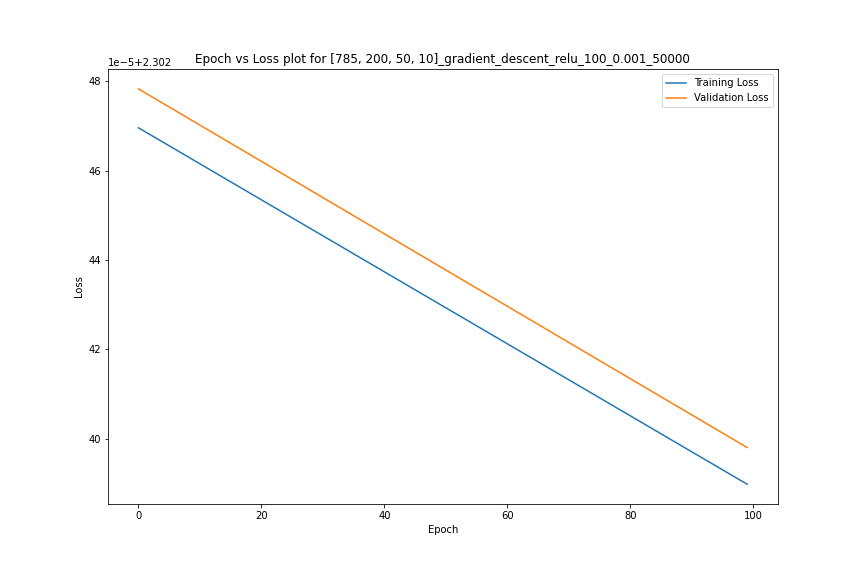 Epoch vs Loss plot for [785, 200, 50, 10]_gradient_descent_relu_100_0.001_50000
1e−5+2.302
Training Loss
Validation Loss
48
46
44
42
40
Loss
0 20 40 60 80 100
Epoch